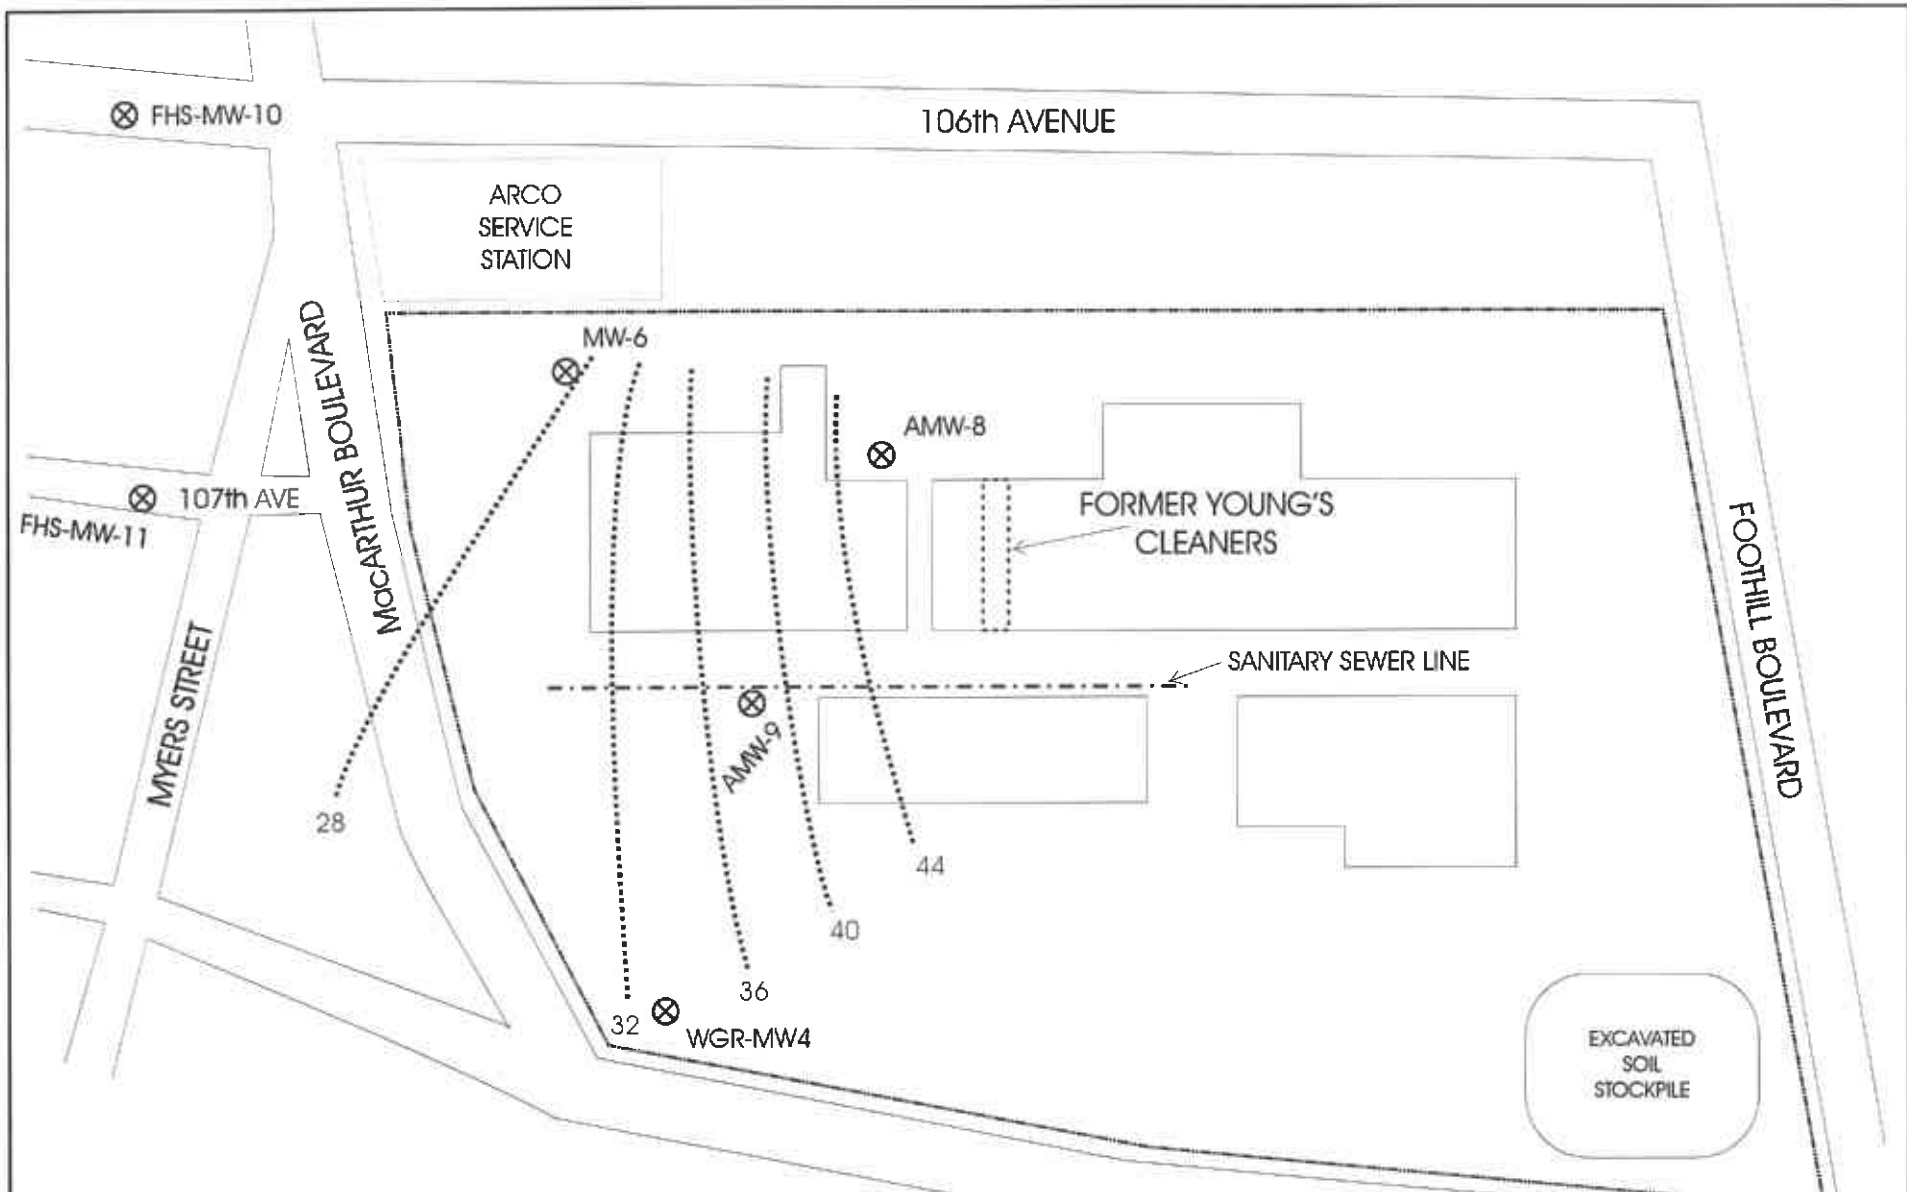 FHS-MW-10
106th AVENUE
ARCO
SERVICE
STATION
MacARTHUR BOULEVARD
MW-6
AMW-8
107th AVE
FHS-MW-11
FORMER YOUNG'S
CLEANERS
FOOTHILL BOULEVARD
MYERS STREET
SANITARY SEWER LINE
AMW-9
28
44
40
36
32
WGR-MW4
EXCAVATED
SOIL
STOCKPILE